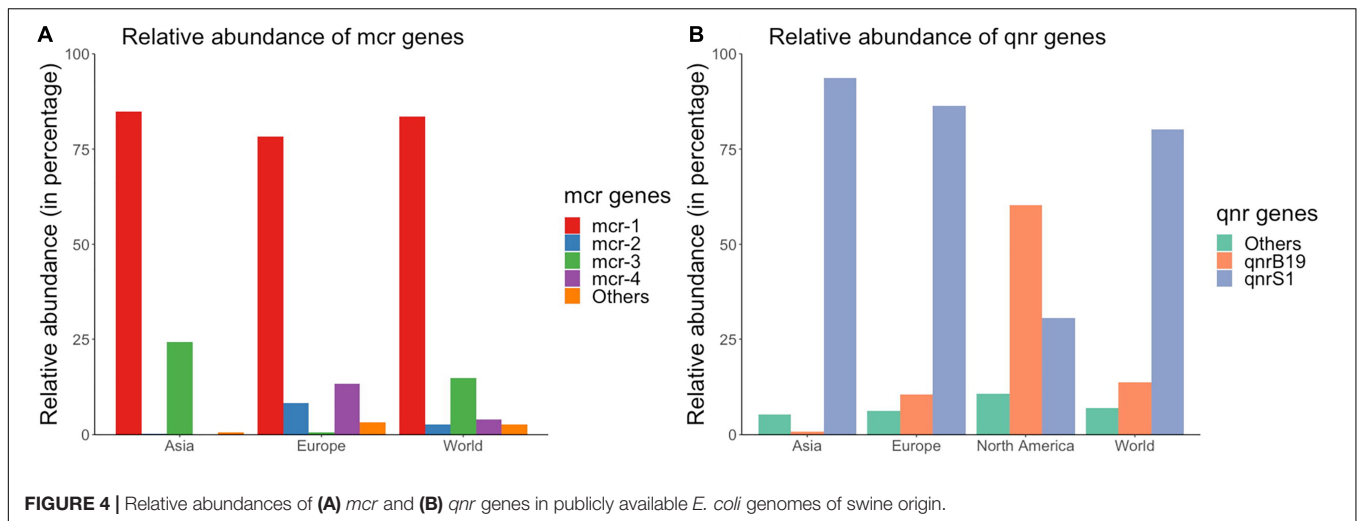 A
Relative abundance of mcr genes
Relative abundance (in percentage)
100
75
50
25
0
Asia
Europe
World
mcr genes
mcr-1
mcr-2
mcr-3
mcr-4
Others
B
Relative abundance of qnr genes
Relative abundance (in percentage)
100
75
50
25
0
Asia
Europe
North America
World
qnr genes
Others
qnrB19
qnrS1
FIGURE 4 | Relative abundances of (A) mcr and (B) qnr genes in publicly available E. coli genomes of swine origin.